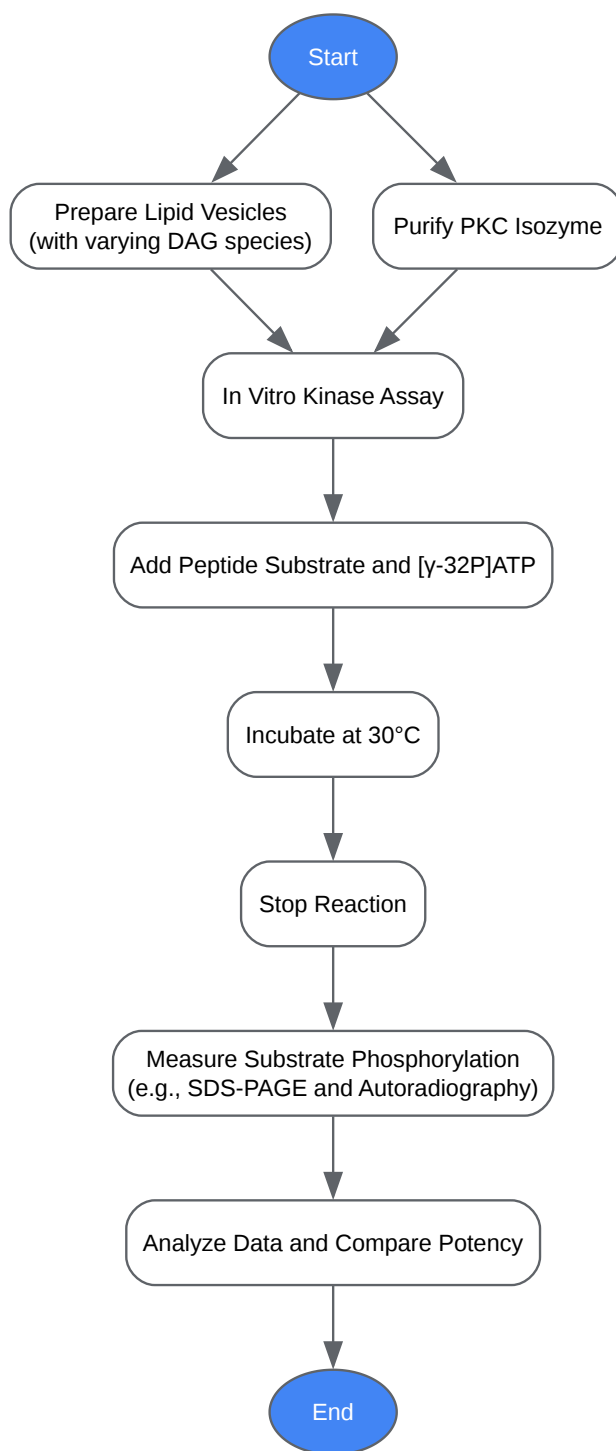 Start
Prepare Lipid Vesicles
(with varying DAG species)
Purify PKC Isozyme
In Vitro Kinase Assay
Add Peptide Substrate and [γ-32P]ATP
Incubate at 30°C
Stop Reaction
Measure Substrate Phosphorylation
(e.g., SDS-PAGE and Autoradiography)
Analyze Data and Compare Potency
End